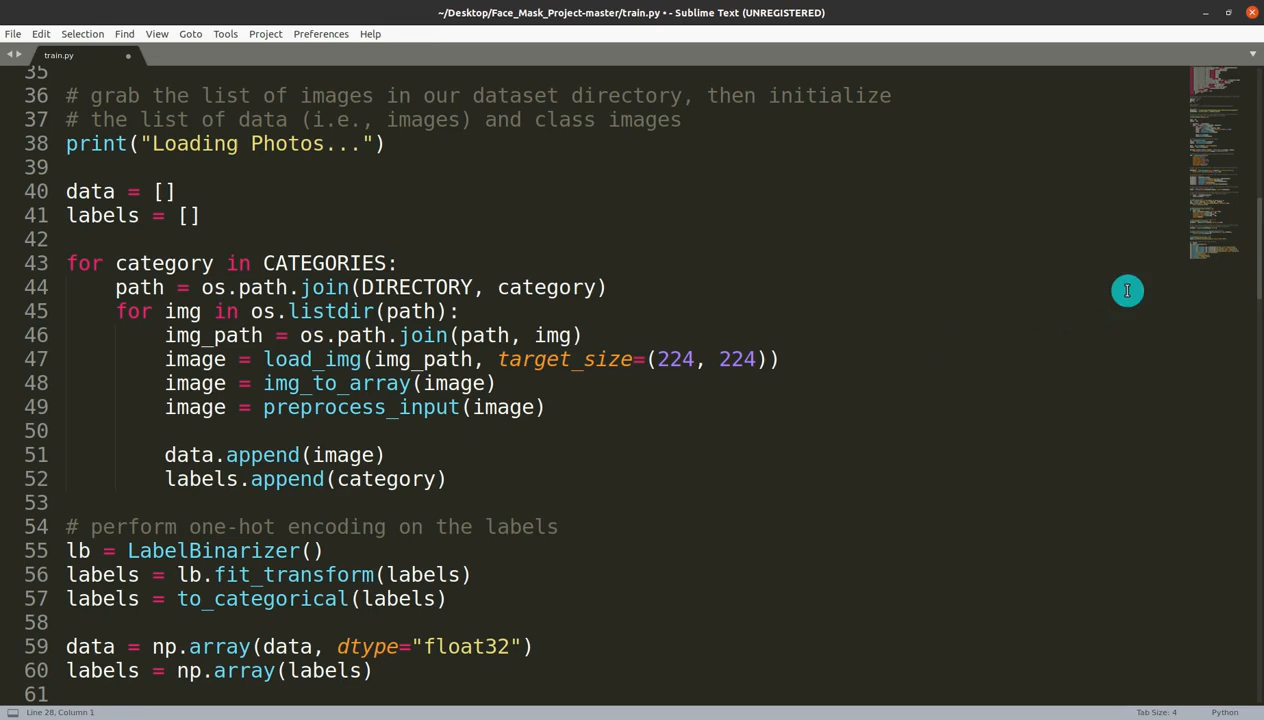 ~/Desktop/Face_Mask_Project-master/train.py • - Sublime Text (UNREGISTERED)
File Edit Selection Find View Goto Tools Project Preferences Help
train.py
35
36 # grab the list of images in our dataset directory, then initialize
37 # the list of data (i.e., images) and class images
38 print("Loading Photos...")
39
40 data = []
41 labels = []
42
43 for category in CATEGORIES:
44     path = os.path.join(DIRECTORY, category)
45     for img in os.listdir(path):
46         img_path = os.path.join(path, img)
47         image = load_img(img_path, target_size=(224, 224))
48         image = img_to_array(image)
49         image = preprocess_input(image)
50
51         data.append(image)
52         labels.append(category)
53
54 # perform one-hot encoding on the labels
55 lb = LabelBinarizer()
56 labels = lb.fit_transform(labels)
57 labels = to_categorical(labels)
58
59 data = np.array(data, dtype="float32")
60 labels = np.array(labels)
61
Line 28, Column 1 Tab Size: 4 Python